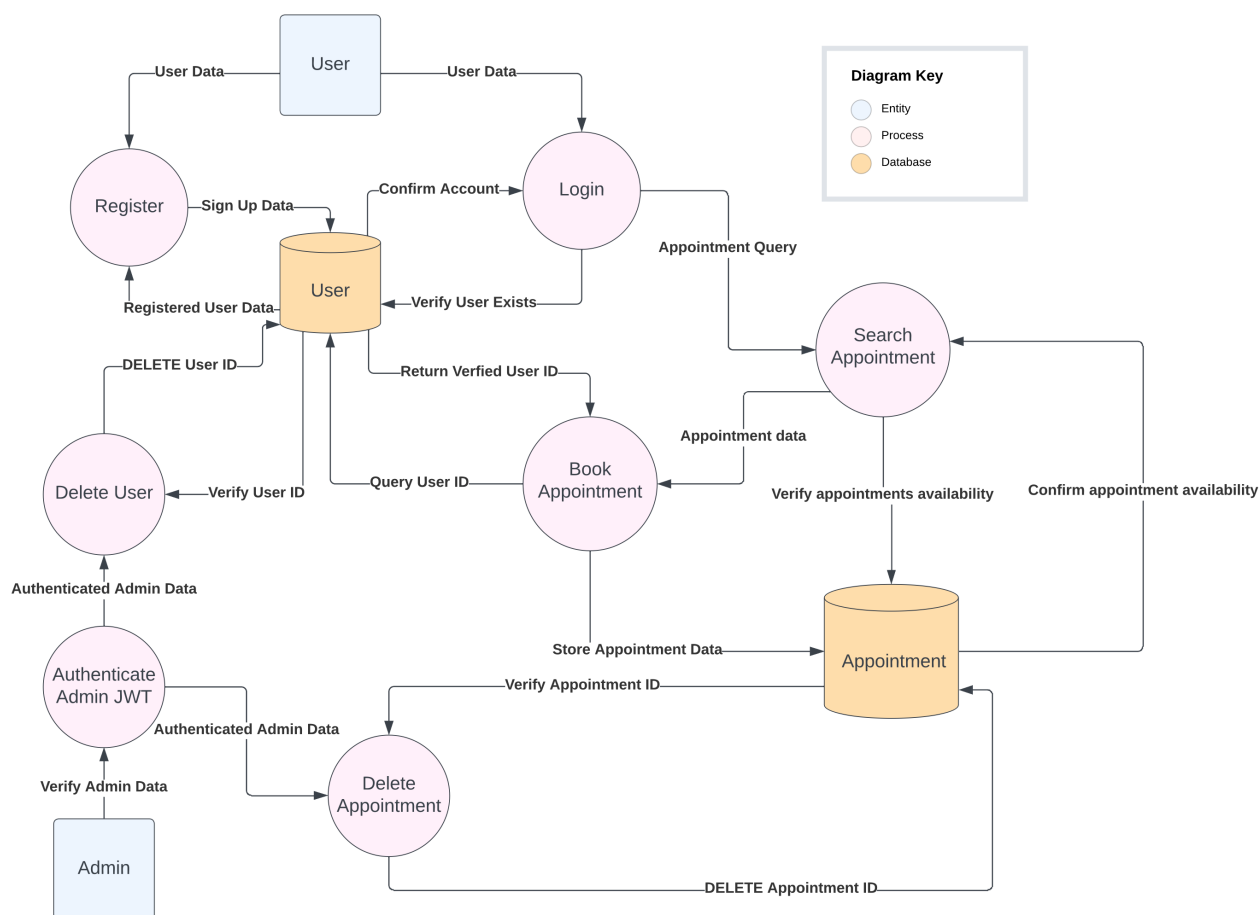 User
User Data
User Data
Diagram Key
Entity
Process
Database
Register
Sign Up Data
Confirm Account
Login
Appointment Query
User
Verify User Exists
Registered User Data
Search
Appointment
DELETE User ID
Return Verfied User ID
Appointment data
Delete User
Verify User ID
Query User ID
Book
Appointment
Verify appointments availability
Confirm appointment availability
Authenticated Admin Data
Store Appointment Data
Appointment
Authenticate
Admin JWT
Verify Appointment ID
Authenticated Admin Data
Verify Admin Data
Delete
Appointment
Admin
DELETE Appointment ID